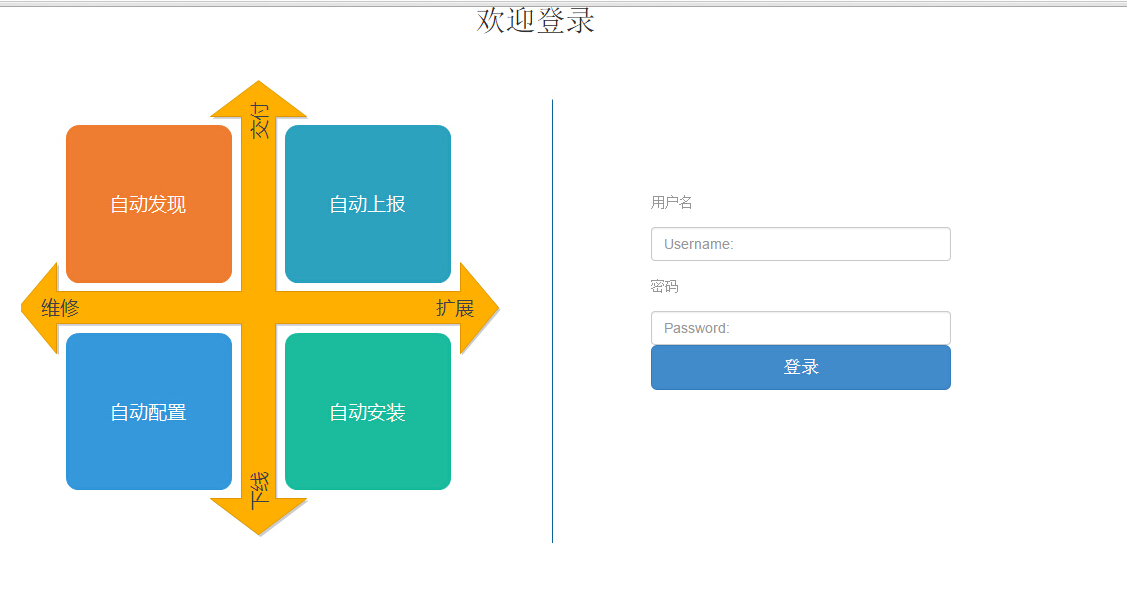 欢迎登录
交付
自动发现
自动上报
维修
扩展
自动配置
自动安装
下线
用户名
Username:
密码
Password:
登录